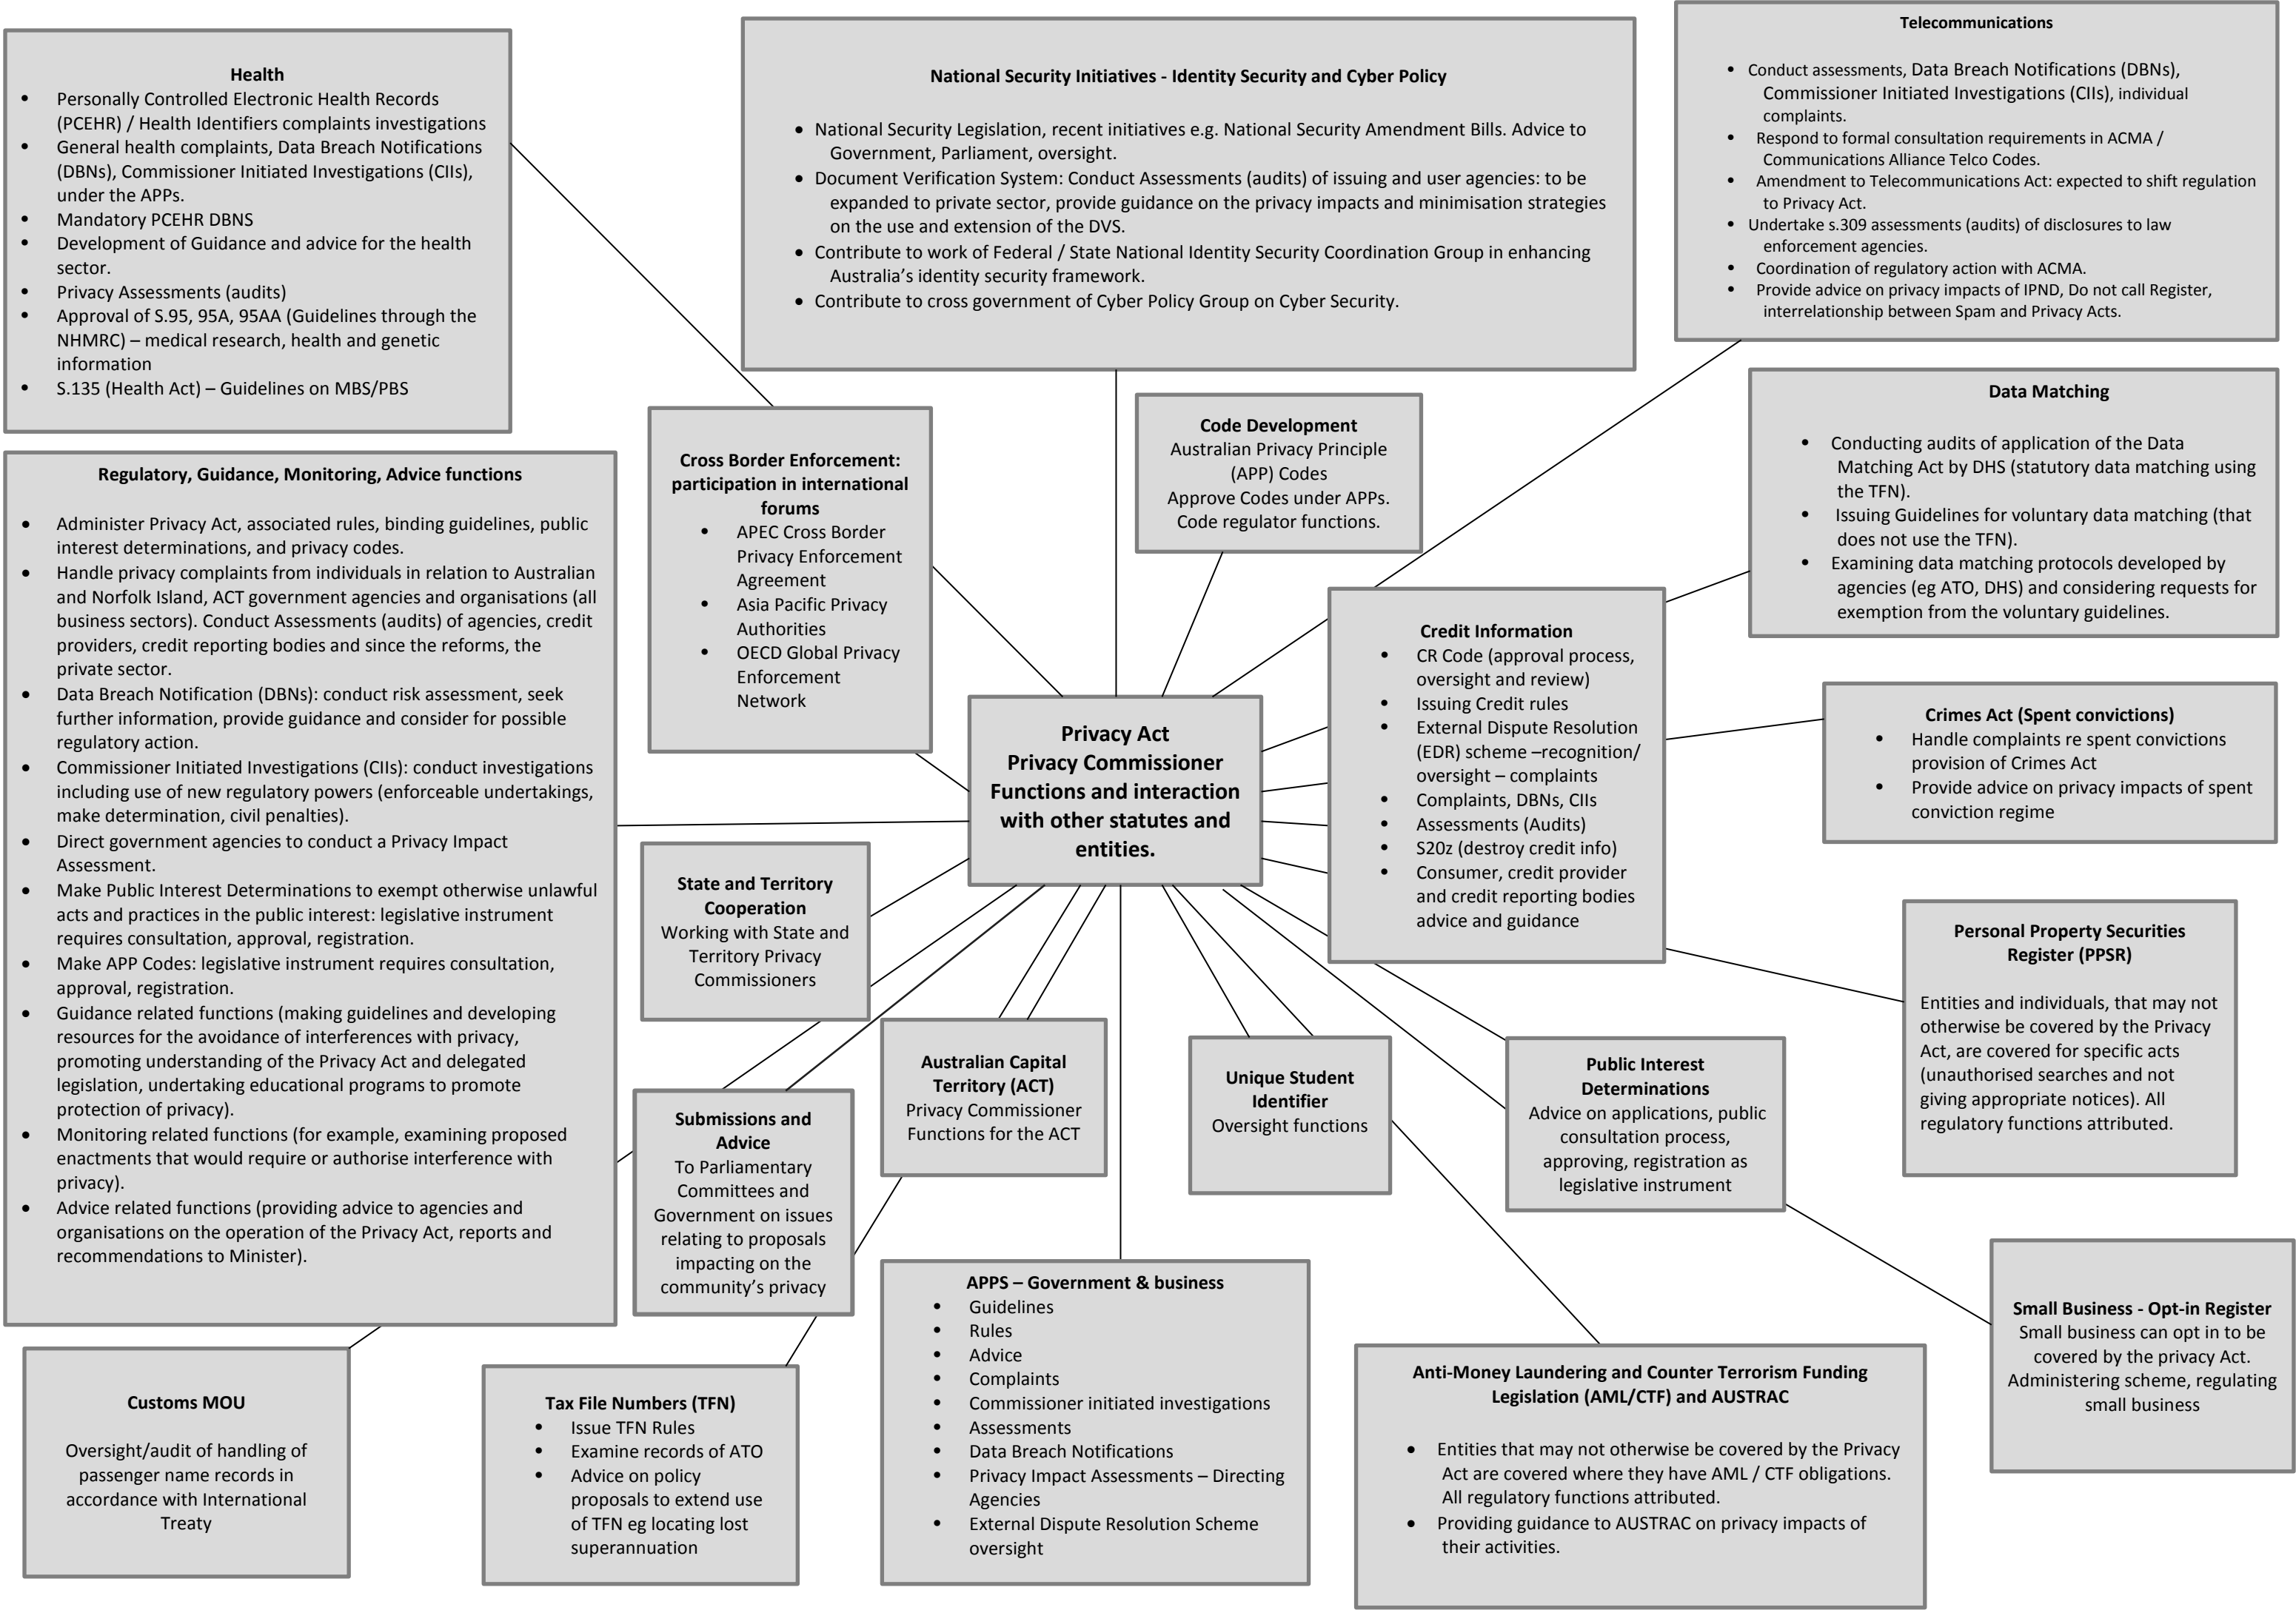 Health
• Personally Controlled Electronic Health Records
(PCEHR) / Health Identifiers complaints investigations
• General health complaints, Data Breach Notifications
(DBNs), Commissioner Initiated Investigations (CIIs),
under the APPs.
• Mandatory PCEHR DBNS
• Development of Guidance and advice for the health
sector.
• Privacy Assessments (audits)
• Approval of S.95, 95A, 95AA (Guidelines through the
NHMRC) – medical research, health and genetic
information
• S.135 (Health Act) – Guidelines on MBS/PBS
National Security Initiatives - Identity Security and Cyber Policy
• National Security Legislation, recent initiatives e.g. National Security Amendment Bills. Advice to
Government, Parliament, oversight.
• Document Verification System: Conduct Assessments (audits) of issuing and user agencies: to be
expanded to private sector, provide guidance on the privacy impacts and minimisation strategies
on the use and extension of the DVS.
• Contribute to work of Federal / State National Identity Security Coordination Group in enhancing
Australia's identity security framework.
• Contribute to cross government of Cyber Policy Group on Cyber Security.
Telecommunications
• Conduct assessments, Data Breach Notifications (DBNs),
Commissioner Initiated Investigations (CIIs), individual
complaints.
• Respond to formal consultation requirements in ACMA /
Communications Alliance Telco Codes.
• Amendment to Telecommunications Act: expected to shift regulation
to Privacy Act.
• Undertake s.309 assessments (audits) of disclosures to law
enforcement agencies.
• Coordination of regulatory action with ACMA.
• Provide advice on privacy impacts of IPND, Do not call Register,
interrelationship between Spam and Privacy Acts.
Regulatory, Guidance, Monitoring, Advice functions
• Administer Privacy Act, associated rules, binding guidelines, public
interest determinations, and privacy codes.
• Handle privacy complaints from individuals in relation to Australian
and Norfolk Island, ACT government agencies and organisations (all
business sectors). Conduct Assessments (audits) of agencies, credit
providers, credit reporting bodies and since the reforms, the
private sector.
• Data Breach Notification (DBNs): conduct risk assessment, seek
further information, provide guidance and consider for possible
regulatory action.
• Commissioner Initiated Investigations (CIIs): conduct investigations
including use of new regulatory powers (enforceable undertakings,
make determination, civil penalties).
• Direct government agencies to conduct a Privacy Impact
Assessment.
• Make Public Interest Determinations to exempt otherwise unlawful
acts and practices in the public interest: legislative instrument
requires consultation, approval, registration.
• Make APP Codes: legislative instrument requires consultation,
approval, registration.
• Guidance related functions (making guidelines and developing
resources for the avoidance of interferences with privacy,
promoting understanding of the Privacy Act and delegated
legislation, undertaking educational programs to promote
protection of privacy).
• Monitoring related functions (for example, examining proposed
enactments that would require or authorise interference with
privacy).
• Advice related functions (providing advice to agencies and
organisations on the operation of the Privacy Act, reports and
recommendations to Minister).
Cross Border Enforcement:
participation in international
forums
• APEC Cross Border
Privacy Enforcement
Agreement
• Asia Pacific Privacy
Authorities
• OECD Global Privacy
Enforcement
Network
Code Development
Australian Privacy Principle
(APP) Codes
Approve Codes under APPs.
Code regulator functions.
Data Matching
• Conducting audits of application of the Data
Matching Act by DHS (statutory data matching using
the TFN).
• Issuing Guidelines for voluntary data matching (that
does not use the TFN).
• Examining data matching protocols developed by
agencies (eg ATO, DHS) and considering requests for
exemption from the voluntary guidelines.
Credit Information
• CR Code (approval process,
oversight and review)
• Issuing Credit rules
• External Dispute Resolution
(EDR) scheme –recognition/
oversight – complaints
• Complaints, DBNs, CIIs
• Assessments (Audits)
• S20z (destroy credit info)
• Consumer, credit provider
and credit reporting bodies
advice and guidance
Privacy Act
Privacy Commissioner
Functions and interaction
with other statutes and
entities.
Crimes Act (Spent convictions)
• Handle complaints re spent convictions
provision of Crimes Act
• Provide advice on privacy impacts of spent
conviction regime
State and Territory
Cooperation
Working with State and
Territory Privacy
Commissioners
Personal Property Securities
Register (PPSR)
Entities and individuals, that may not
otherwise be covered by the Privacy
Act, are covered for specific acts
(unauthorised searches and not
giving appropriate notices). All
regulatory functions attributed.
Australian Capital
Territory (ACT)
Privacy Commissioner
Functions for the ACT
Unique Student
Identifier
Oversight functions
Public Interest
Determinations
Advice on applications, public
consultation process,
approving, registration as
legislative instrument
Submissions and
Advice
To Parliamentary
Committees and
Government on issues
relating to proposals
impacting on the
community's privacy
Small Business - Opt-in Register
Small business can opt in to be
covered by the privacy Act.
Administering scheme, regulating
small business
APPS – Government & business
• Guidelines
• Rules
• Advice
• Complaints
• Commissioner initiated investigations
• Assessments
• Data Breach Notifications
• Privacy Impact Assessments – Directing
Agencies
• External Dispute Resolution Scheme
oversight
Customs MOU
Oversight/audit of handling of
passenger name records in
accordance with International
Treaty
Tax File Numbers (TFN)
• Issue TFN Rules
• Examine records of ATO
• Advice on policy
proposals to extend use
of TFN eg locating lost
superannuation
Anti-Money Laundering and Counter Terrorism Funding
Legislation (AML/CTF) and AUSTRAC
• Entities that may not otherwise be covered by the Privacy
Act are covered where they have AML / CTF obligations.
All regulatory functions attributed.
• Providing guidance to AUSTRAC on privacy impacts of
their activities.